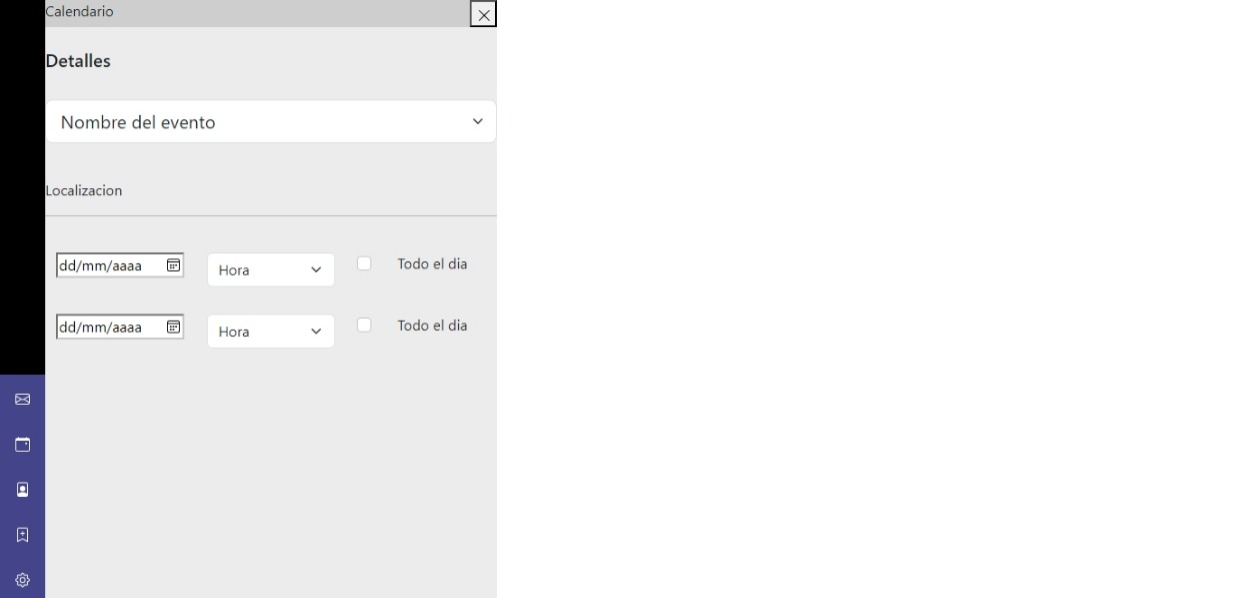 Calendario
Detalles
Nombre del evento
Localizacion
dd/mm/aaaa Hora Todo el dia
dd/mm/aaaa Hora Todo el dia